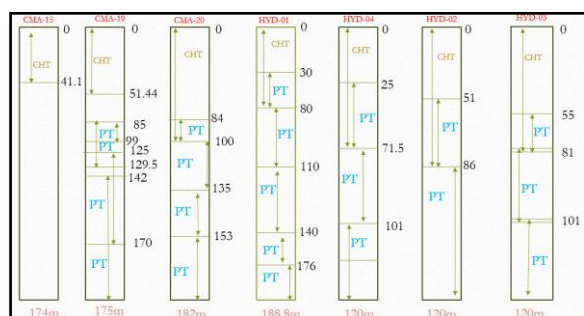 CMA-15
0
CHT
41.1
174m
CMA-19
0
CHT
51.44
85
PT
99
PT
125
129.5
142
PT
170
PT
175m
CMA-20
0
CHT
84
PT
100
PT
135
PT
153
PT
182m
HYD-01
0
CHT
30
PT
80
PT
110
PT
140
PT
176
PT
188.8m
HYD-04
0
CHT
25
PT
71.5
PT
101
PT
120m
HYD-02
0
CHT
51
PT
86
PT
120m
0
CHT
55
PT
81
PT
101
PT
120m